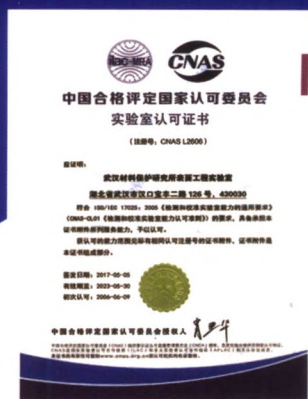 ilac-MRA
CNAS
中国合格评定国家认可委员会
实验室认可证书
(注册号: CNAS L2606)
兹证明:
武汉材料保护研究所表面工程实验室
湖北省武汉市汉口宝丰二路 126 号, 430030
符合 ISO/IEC 17025: 2005《检测和校准实验室能力的通用要求》
(CNAS-CL01《检测和校准实验室能力认可准则》) 的要求, 具备承担本
证书附件所列服务能力, 予以认可。
获认可的能力范围见标有相同认可注册号的证书附件, 证书附件是
本证书组成部分。
签发日期: 2017-05-05
有效期至: 2023-05-30
初次认可: 2006-06-09
中国合格评定国家认可委员会授权人